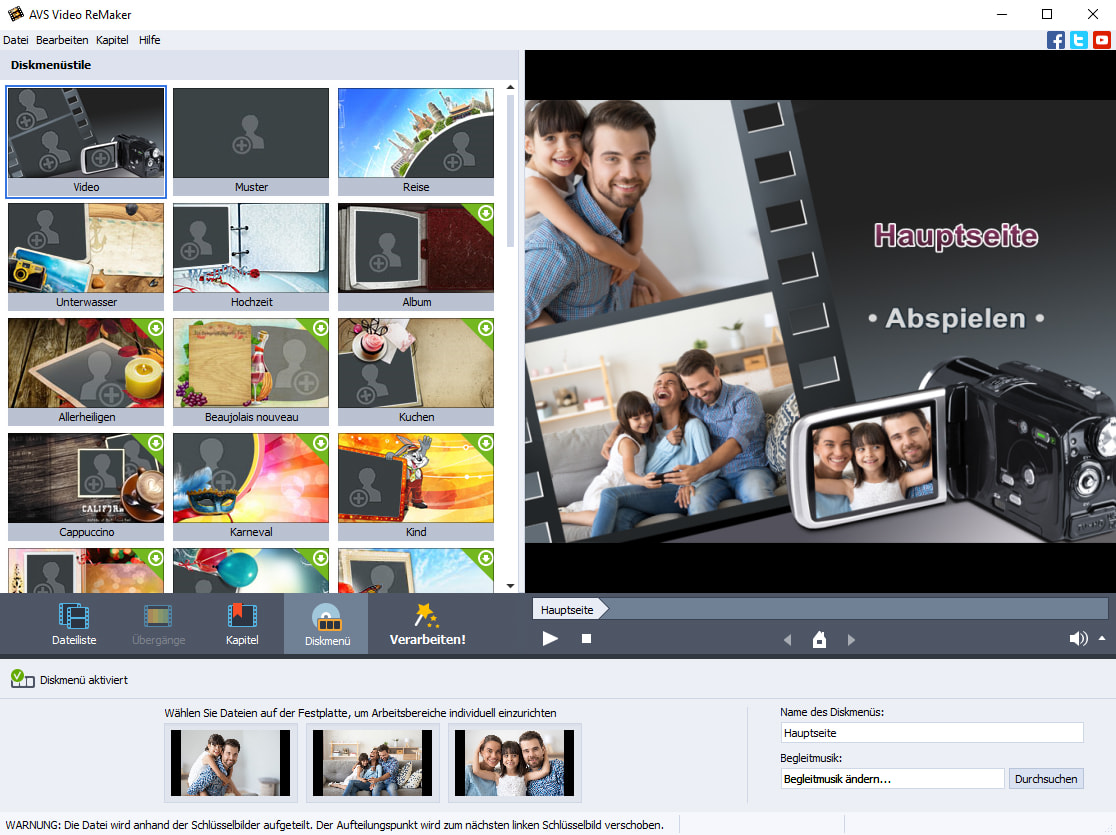 AVS Video ReMaker
Datei Bearbeiten Kapitel Hilfe
Diskmenüstile
Video Muster Reise
Unterwasser Hochzeit Album
Allerheiligen Beaujolais nouveau Kuchen
Cappuccino Karneval Kind
Hauptseite
• Abspielen •
Dateiliste Übergänge Kapitel Diskmenü Verarbeiten!
Hauptseite
Diskmenü aktiviert
Wählen Sie Dateien auf der Festplatte, um Arbeitsbereiche individuell einzurichten
Name des Diskmenüs:
Hauptseite
Begleitmusik:
Begleitmusik ändern... Durchsuchen
WARNUNG: Die Datei wird anhand der Schlüsselbilder aufgeteilt. Der Aufteilungspunkt wird zum nächsten linken Schlüsselbild verschoben.